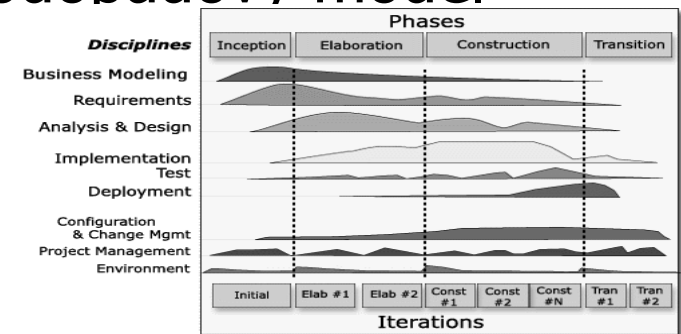 Phases
Disciplines
Inception Elaboration Construction Transition
Business Modeling
Requirements
Analysis & Design
Implementation
Test
Deployment
Configuration
& Change Mgmt
Project Management
Environment
Initial Elab #1 Elab #2 Const #1 Const #2 Const #N Tran #1 Tran #2
Iterations